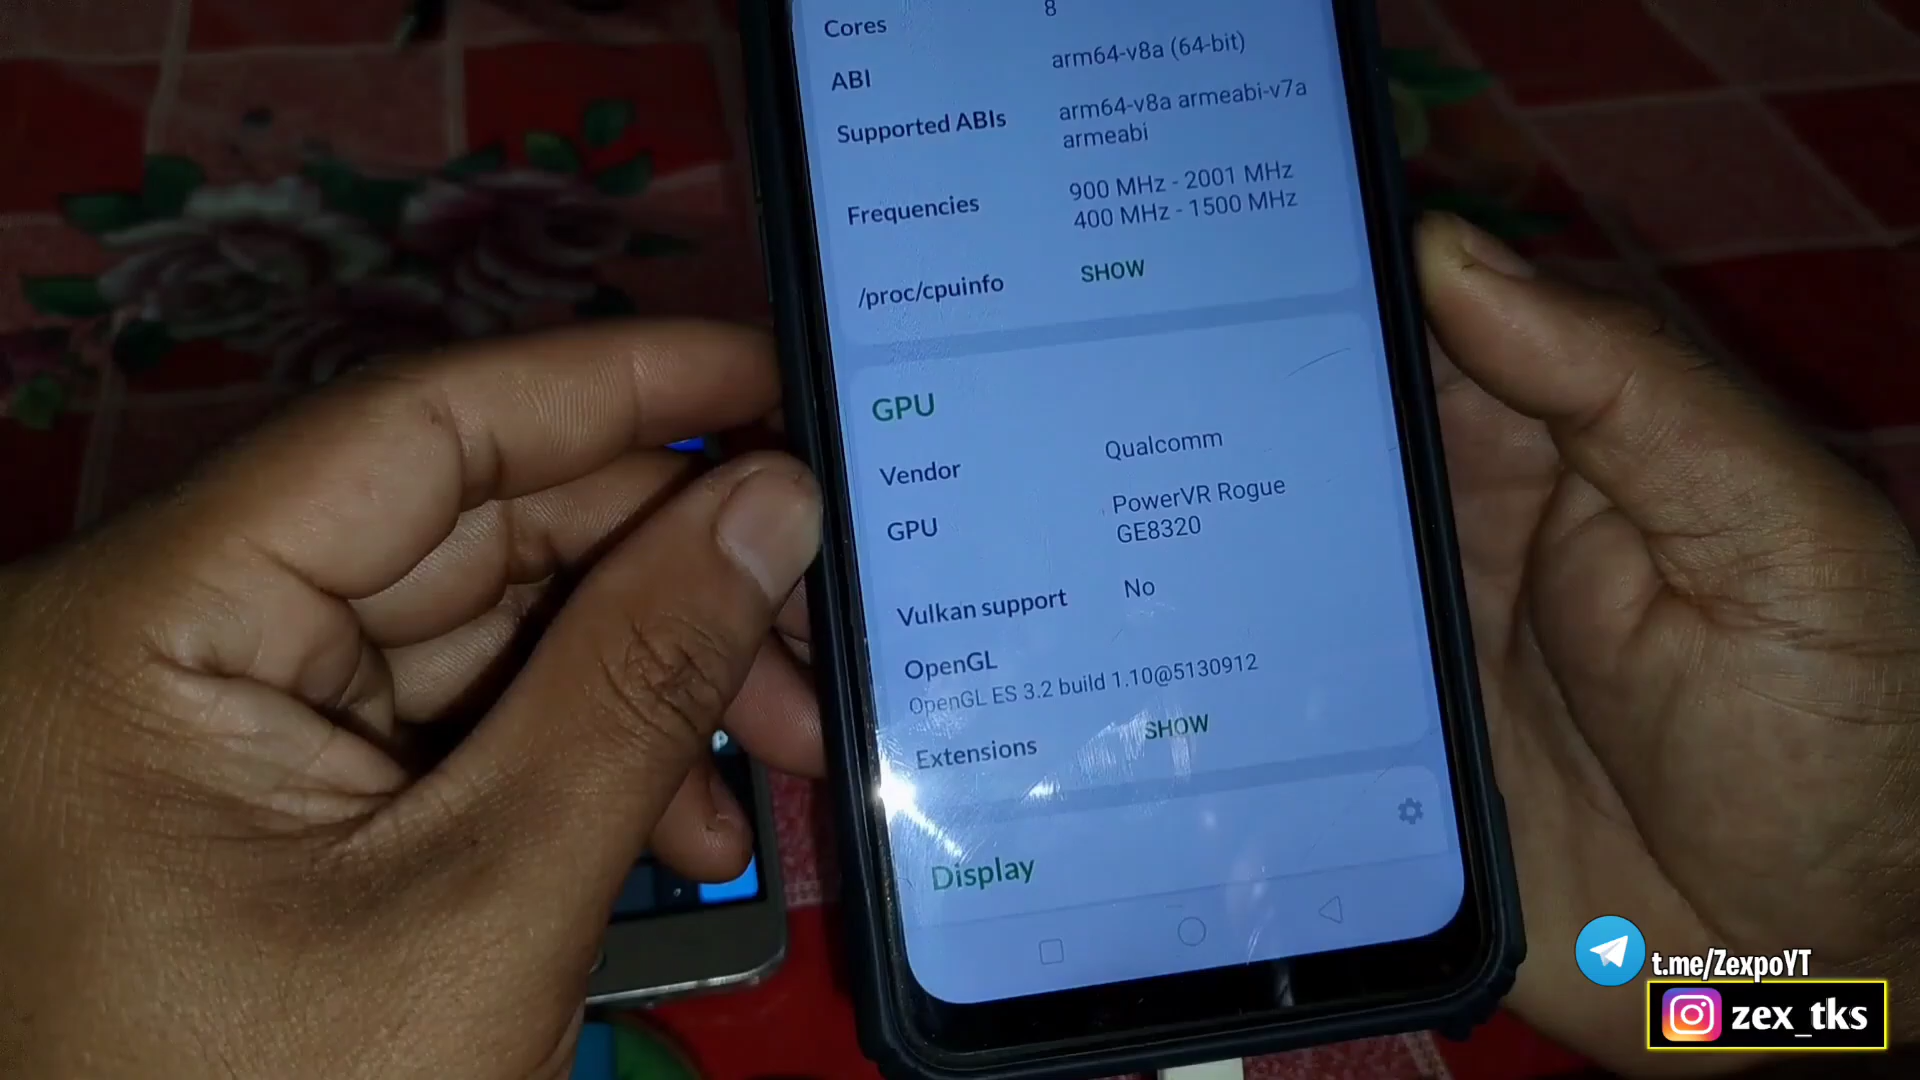 Cores 8
ABI arm64-v8a (64-bit)
Supported ABIs arm64-v8a armeabi-v7a
armeabi
Frequencies 900 MHz - 2001 MHz
400 MHz - 1500 MHz
/proc/cpuinfo SHOW
GPU
Vendor Qualcomm
GPU PowerVR Rogue
GE8320
Vulkan support No
OpenGL
OpenGL ES 3.2 build 1.10@5130912
Extensions SHOW
Display
t.me/ZexpoYT
zex_tks